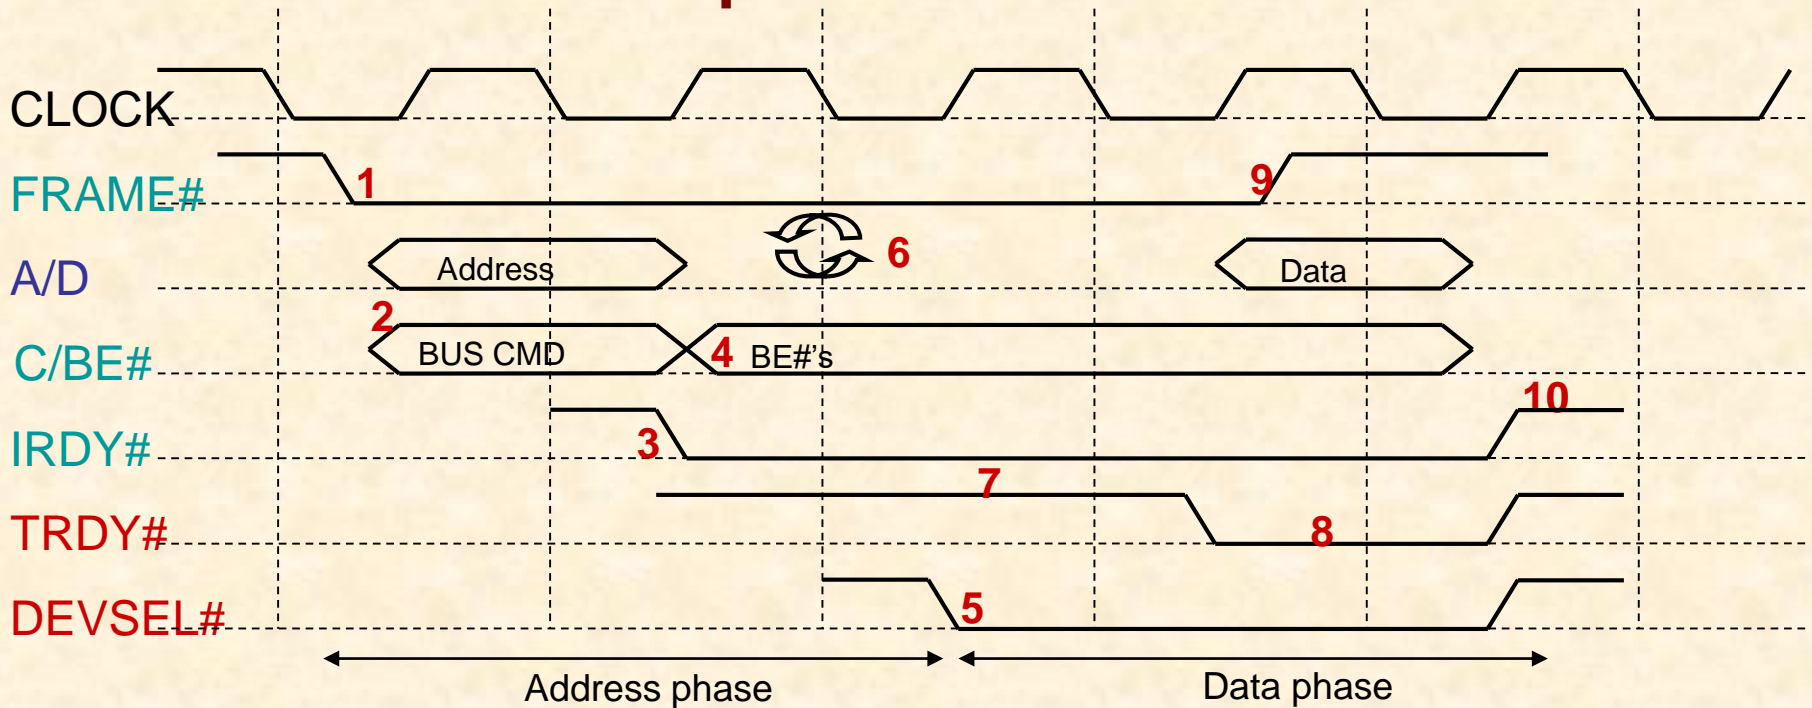 CLOCK
FRAME# 1 9
A/D Address 6 Data
C/BE# 2 BUS CMD 4 BE#'s
IRDY# 3 10
TRDY# 7 8
DEVSEL# 5
Address phase Data phase